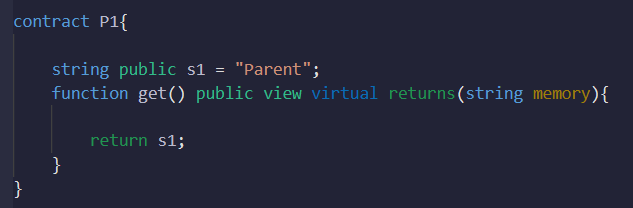 contract P1{
string public s1 = "Parent";
function get() public view virtual returns(string memory){
return s1;
}
}